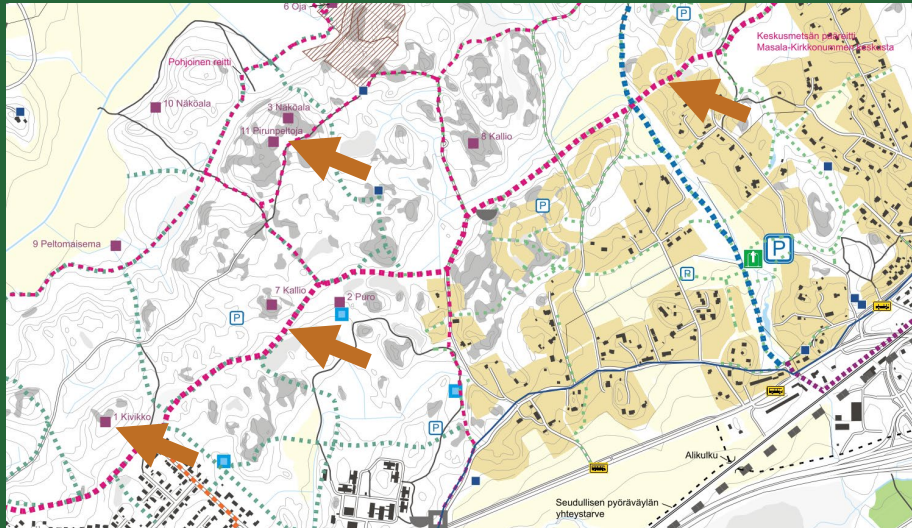 6 Oja
P
Keskusmetsän pääreitti
Masala-Kirkkonummen keskusta
Pohjoinen reitti
10 Näköala
3 Näköala
11 Pirunpeltoja
8 Kallio
P
9 Peltomaisema
P
P
7 Kallio
2 Puro
P
1 Kivikko
P
Alikulku
Seudullisen pyöräväylän
yhteystarve